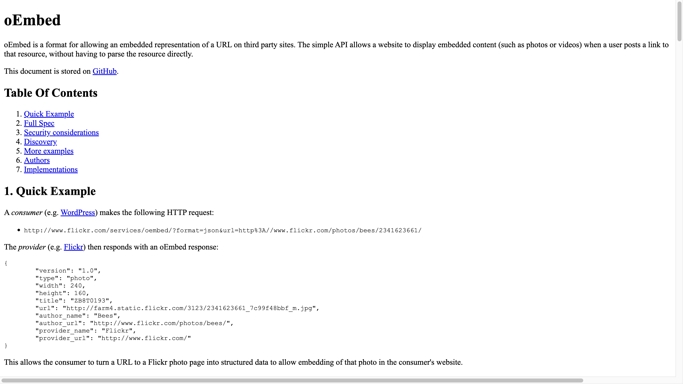 oEmbed
oEmbed is a format for allowing an embedded representation of a URL on third party sites. The simple API allows a website to display embedded content (such as photos or videos) when a user posts a link to
that resource, without having to parse the resource directly.
This document is stored on GitHub.
Table Of Contents
1. Quick Example
2. Full Spec
3. Security considerations
4. Discovery
5. More examples
6. Authors
7. Implementations
1. Quick Example
A consumer (e.g. WordPress) makes the following HTTP request:
• http://www.flickr.com/services/oembed/?format=json&url=http%3A//www.flickr.com/photos/bees/2341623661/
The provider (e.g. Flickr) then responds with an oEmbed response:
{
"version": "1.0",
"type": "photo",
"width": 240,
"height": 160,
"title": "ZB8T0193",
"url": "http://farm4.static.flickr.com/3123/2341623661_7c99f48bbf_m.jpg",
"author_name": "Bees",
"author_url": "http://www.flickr.com/photos/bees/",
"provider_name": "Flickr",
"provider_url": "http://www.flickr.com/"
}
This allows the consumer to turn a URL to a Flickr photo page into structured data to allow embedding of that photo in the consumer's website.